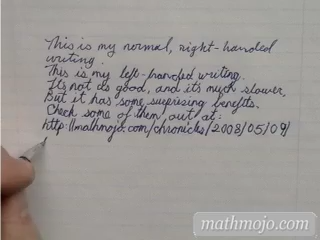 This is my normal, right-handed
writing.
This is my left-handed writing.
It's not as good, and it's much slower,
But it has some surprising benefits.
Check some of them out at:
http://mathmojo.com/chronicles/2008/05/09/
mathmojo.com